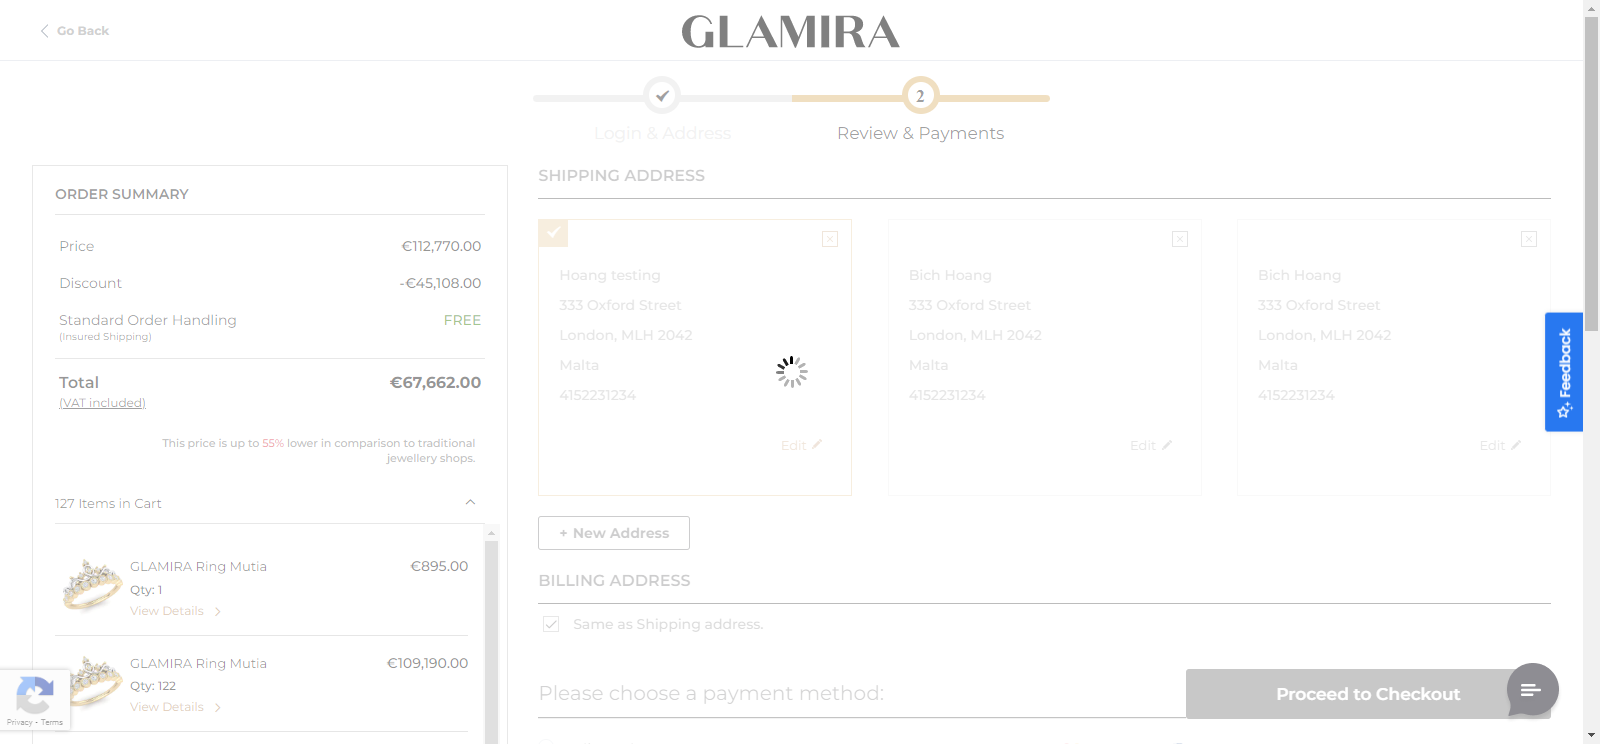 Go Back
GLAMIRA
2
Login & Address
Review & Payments
ORDER SUMMARY
Price €112,770.00
Discount -€45,108.00
Standard Order Handling FREE
(Insured Shipping)
Total €67,662.00
(VAT included)
This price is up to 55% lower in comparison to traditional
jewellery shops.
127 Items in Cart
GLAMIRA Ring Mutia €895.00
Qty: 1
View Details
GLAMIRA Ring Mutia €109,190.00
Qty: 122
View Details
Privacy - Terms
SHIPPING ADDRESS
Hoang testing
333 Oxford Street
London, MLH 2042
Malta
4152231234
Edit
Bich Hoang
333 Oxford Street
London, MLH 2042
Malta
4152231234
Edit
Bich Hoang
333 Oxford Street
London, MLH 2042
Malta
4152231234
Edit
+ New Address
BILLING ADDRESS
Same as Shipping address.
Please choose a payment method:
Proceed to Checkout
Feedback